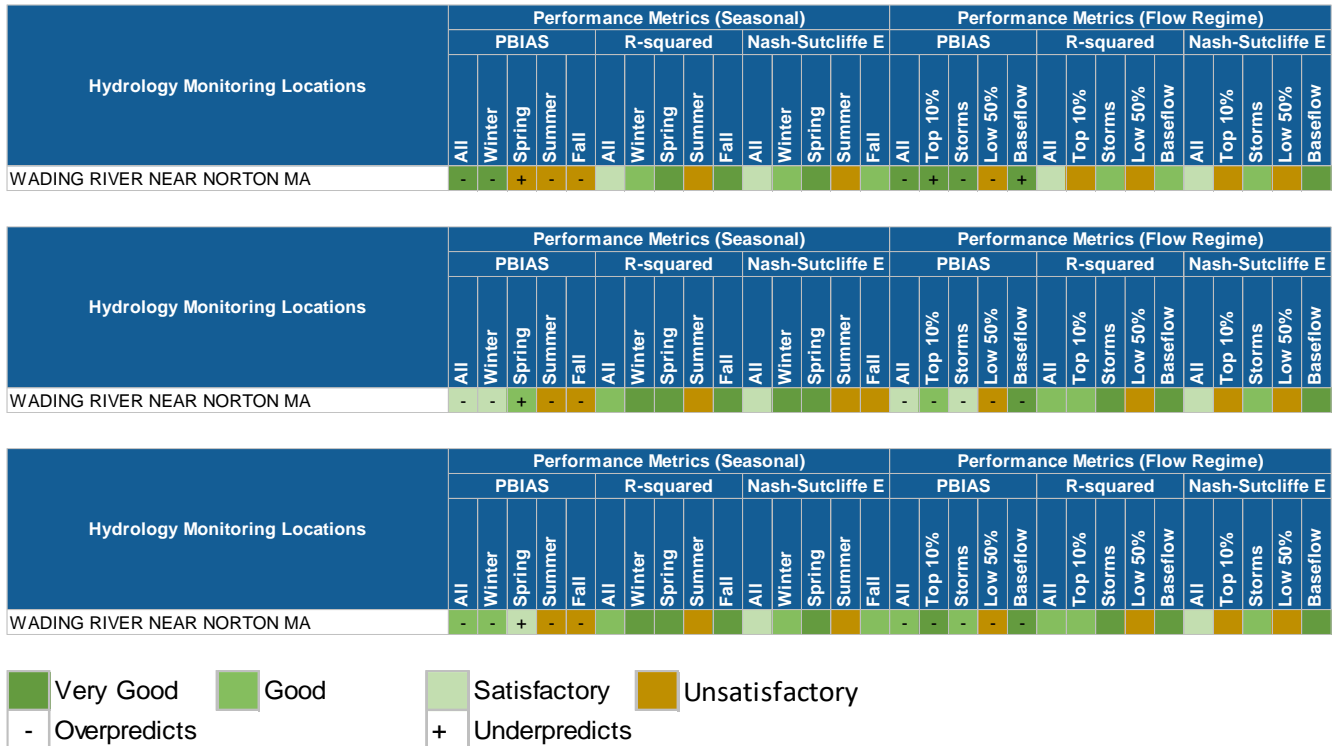 Hydrology Monitoring Locations
Performance Metrics (Seasonal) Performance Metrics (Flow Regime)
PBIAS R-squared Nash-Sutcliffe E PBIAS R-squared Nash-Sutcliffe E
All Winter Spring Summer Fall All Winter Spring Summer Fall All Winter Spring Summer Fall All Top 10% Storms Low 50% Baseflow All Top 10% Storms Low 50% Baseflow All Top 10% Storms Low 50% Baseflow
WADING RIVER NEAR NORTON MA - - + - - - + - - +
Hydrology Monitoring Locations
Performance Metrics (Seasonal) Performance Metrics (Flow Regime)
PBIAS R-squared Nash-Sutcliffe E PBIAS R-squared Nash-Sutcliffe E
All Winter Spring Summer Fall All Winter Spring Summer Fall All Winter Spring Summer Fall All Top 10% Storms Low 50% Baseflow All Top 10% Storms Low 50% Baseflow All Top 10% Storms Low 50% Baseflow
WADING RIVER NEAR NORTON MA - - + - - - - - - -
Hydrology Monitoring Locations
Performance Metrics (Seasonal) Performance Metrics (Flow Regime)
PBIAS R-squared Nash-Sutcliffe E PBIAS R-squared Nash-Sutcliffe E
All Winter Spring Summer Fall All Winter Spring Summer Fall All Winter Spring Summer Fall All Top 10% Storms Low 50% Baseflow All Top 10% Storms Low 50% Baseflow All Top 10% Storms Low 50% Baseflow
WADING RIVER NEAR NORTON MA - - + - - - - - - -
Very Good Good Satisfactory Unsatisfactory
- Overpredicts + Underpredicts